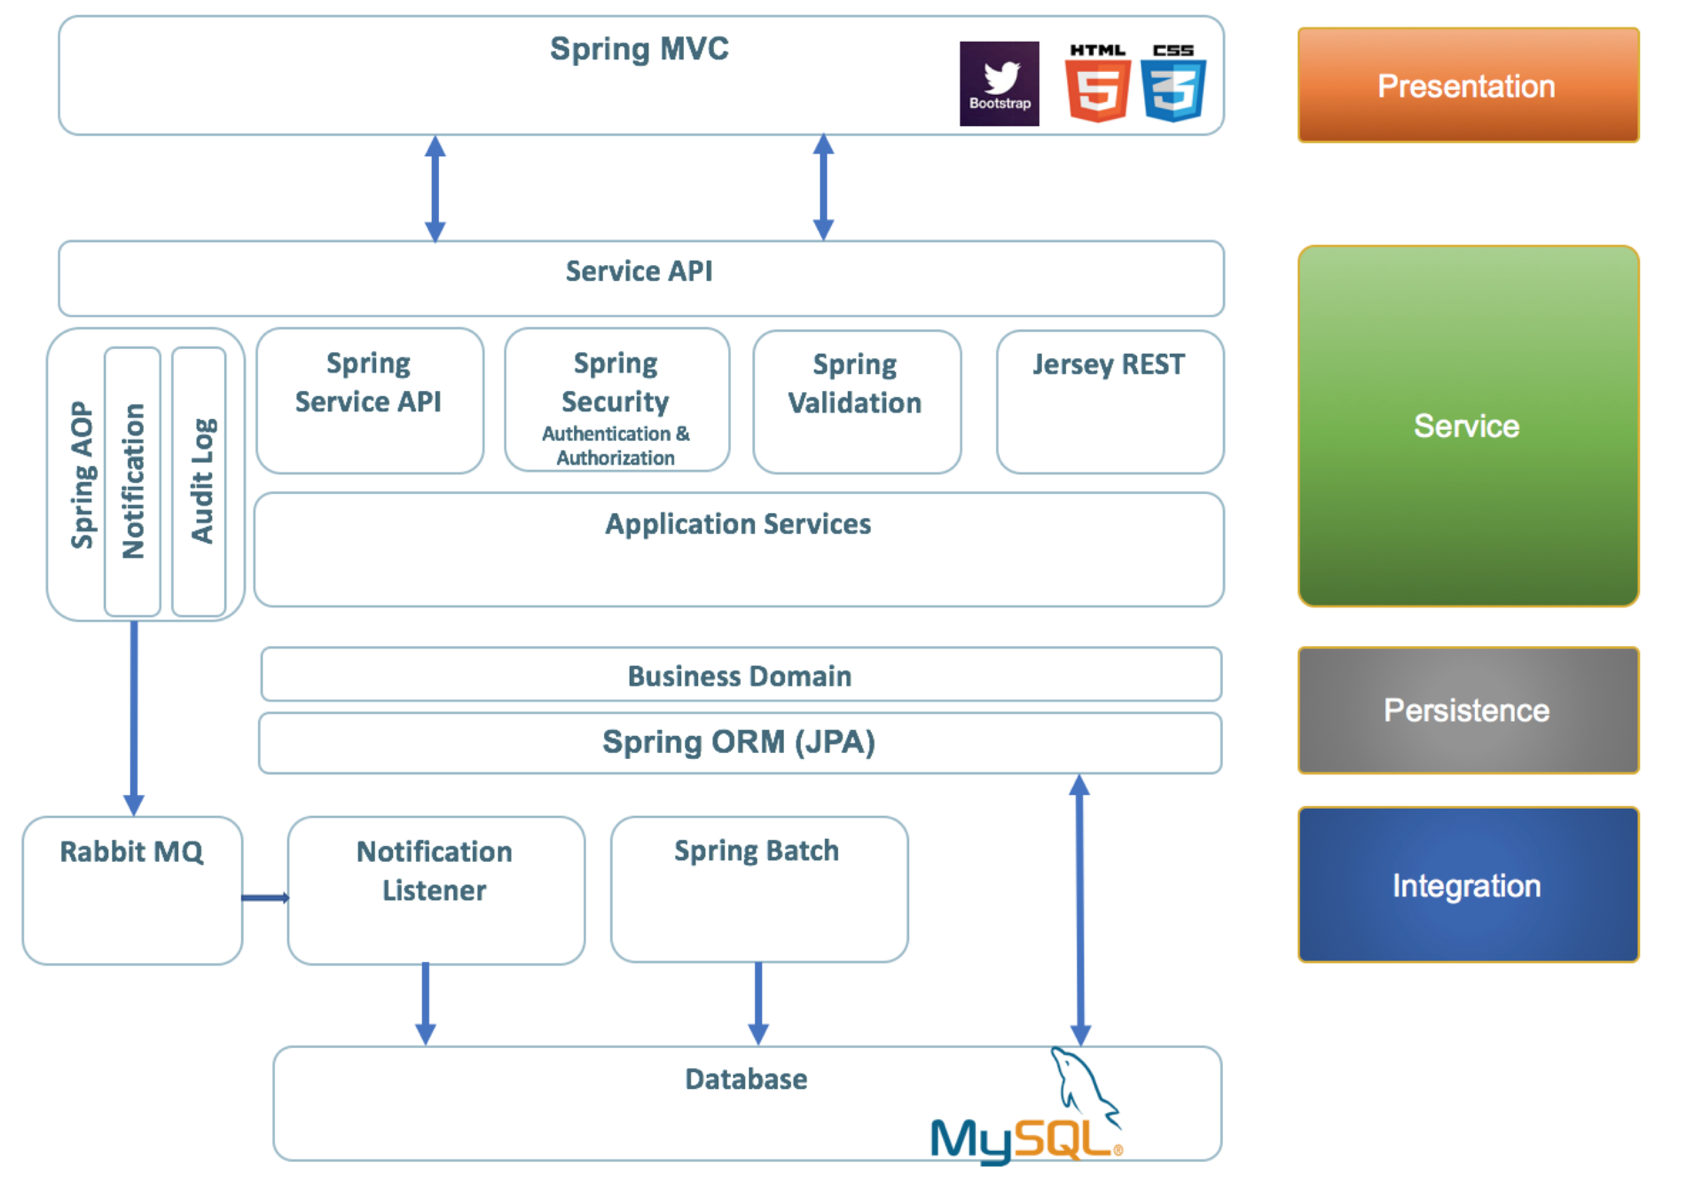 Spring MVC
Bootstrap
HTML
5
CSS
3
Presentation
Service API
Spring AOP
Notification
Audit Log
Spring
Service API
Spring
Security
Authentication &
Authorization
Spring
Validation
Jersey REST
Service
Application Services
Business Domain
Spring ORM (JPA)
Persistence
Rabbit MQ
Notification
Listener
Spring Batch
Integration
Database
MySQL®